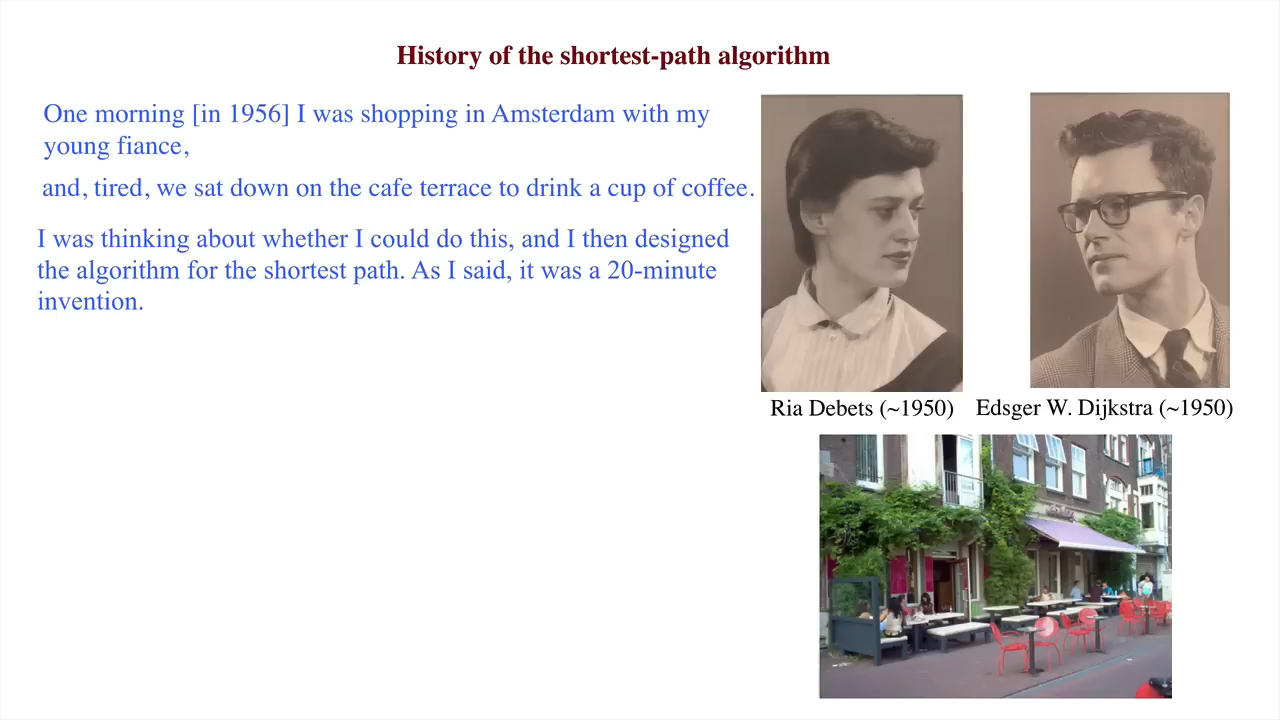 History of the shortest-path algorithm
One morning [in 1956] I was shopping in Amsterdam with my
young fiance,
and, tired, we sat down on the cafe terrace to drink a cup of coffee.
I was thinking about whether I could do this, and I then designed
the algorithm for the shortest path. As I said, it was a 20-minute
invention.
Ria Debets (~1950)
Edsger W. Dijkstra (~1950)